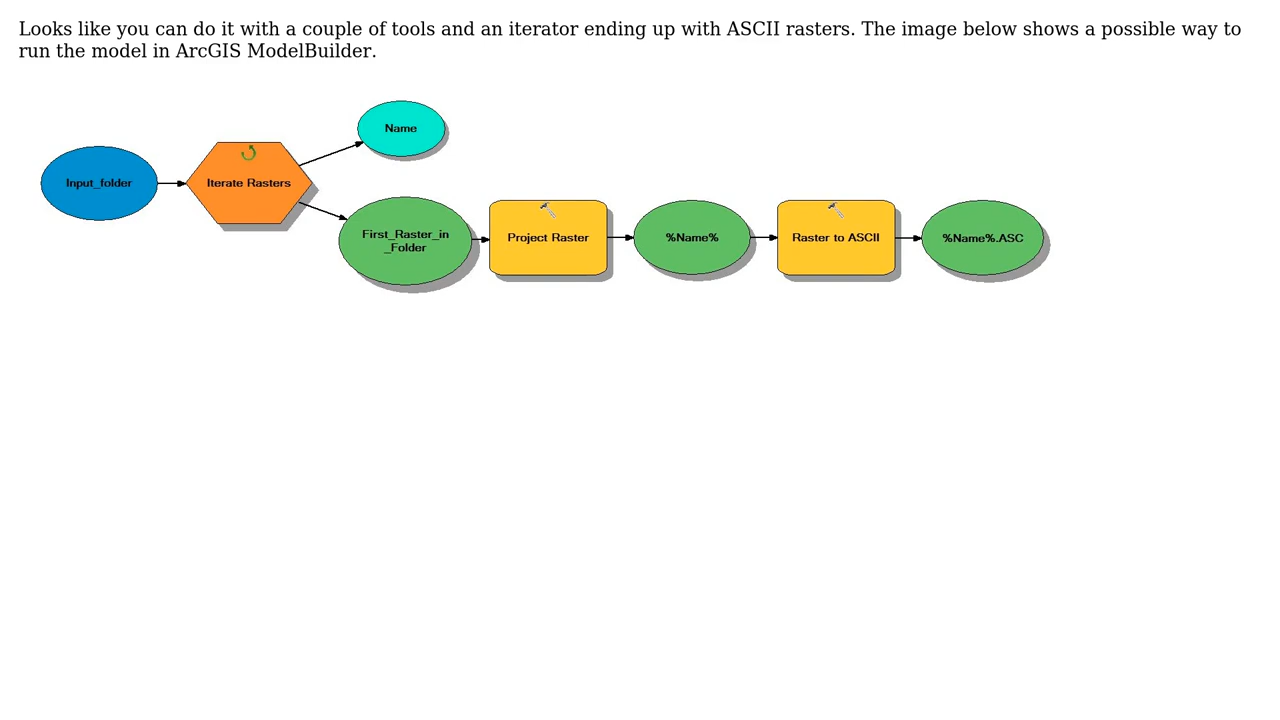 Looks like you can do it with a couple of tools and an iterator ending up with ASCII rasters. The image below shows a possible way to
run the model in ArcGIS ModelBuilder.
Name
Input_folder
Iterate Rasters
First_Raster_in
_Folder
Project Raster
%Name%
Raster to ASCII
%Name%.ASC